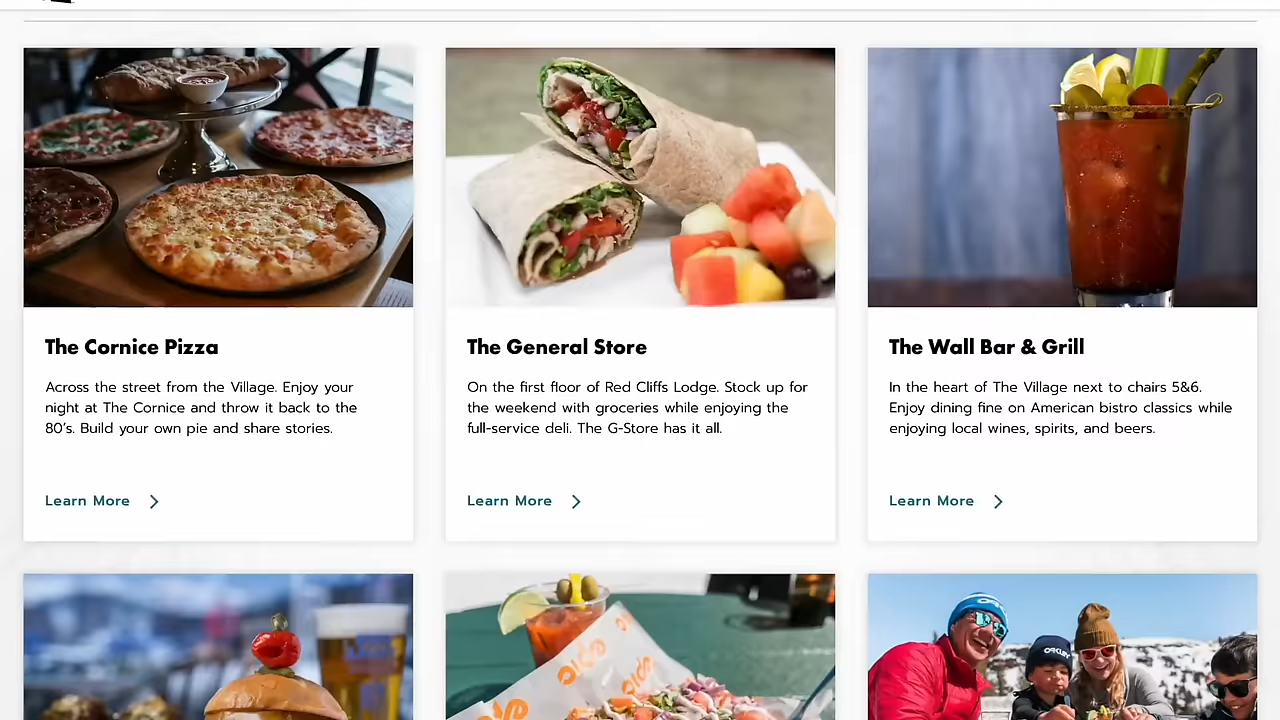 The Cornice Pizza
Across the street from the Village. Enjoy your
night at The Cornice and throw it back to the
80's. Build your own pie and share stories.
Learn More
The General Store
On the first floor of Red Cliffs Lodge. Stock up for
the weekend with groceries while enjoying the
full-service deli. The G-Store has it all.
Learn More
The Wall Bar & Grill
In the heart of The Village next to chairs 5&6.
Enjoy dining fine on American bistro classics while
enjoying local wines, spirits, and beers.
Learn More
OAKLEY